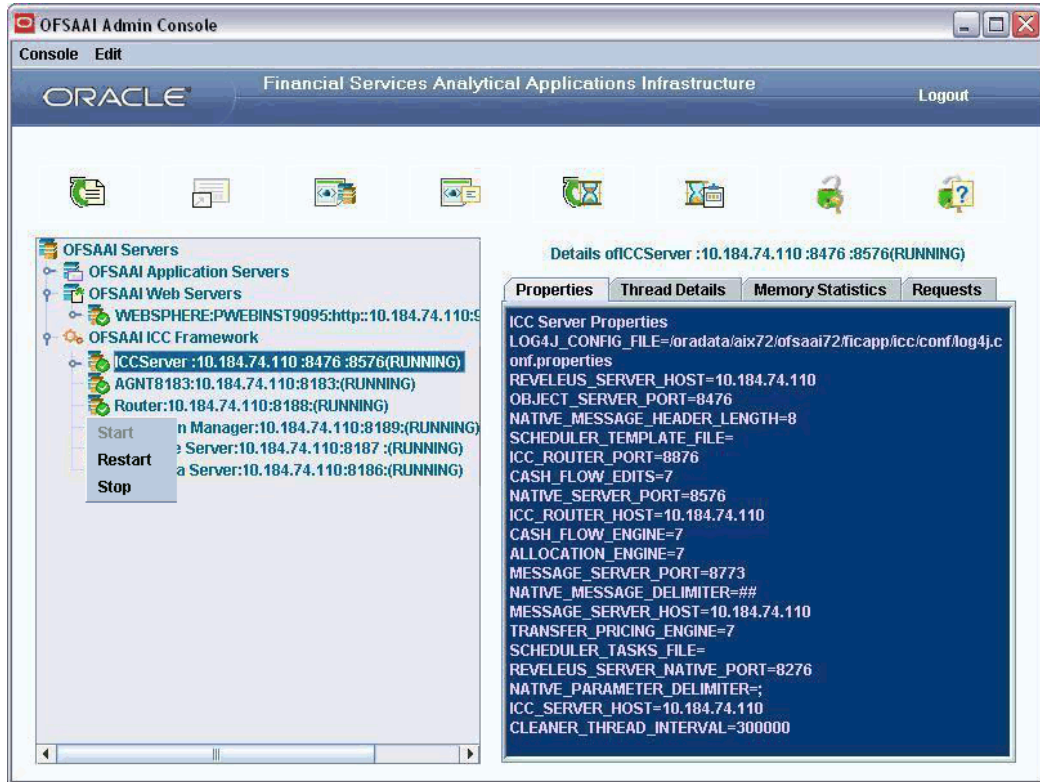 OFSAAI Admin Console
Console Edit
ORACLE
Financial Services Analytical Applications Infrastructure
Logout
?
OFSAAI Servers
OFSAAI Application Servers
OFSAAI Web Servers
WEBSPHERE:PWEBINST9095:http::10.184.74.110:9
OFSAAI ICC Framework
ICCServer :10.184.74.110 :8476 :8576(RUNNING)
AGNT8183:10.184.74.110:8183:(RUNNING)
Router:10.184.74.110:8188:(RUNNING)
n Manager:10.184.74.110:8189:(RUNNING)
e Server:10.184.74.110:8187 :(RUNNING)
a Server:10.184.74.110:8186:(RUNNING)
Start
Restart
Stop
Details ofICCServer :10.184.74.110 :8476 :8576(RUNNING)
Properties Thread Details Memory Statistics Requests
ICC Server Properties
LOG4J_CONFIG_FILE=/oradata/aix72/ofsaai72/ficapp/icc/conf/log4j.c
onf.properties
REVELEUS_SERVER_HOST=10.184.74.110
OBJECT_SERVER_PORT=8476
NATIVE_MESSAGE_HEADER_LENGTH=8
SCHEDULER_TEMPLATE_FILE=
ICC_ROUTER_PORT=8876
CASH_FLOW_EDITS=7
NATIVE_SERVER_PORT=8576
ICC_ROUTER_HOST=10.184.74.110
CASH_FLOW_ENGINE=7
ALLOCATION_ENGINE=7
MESSAGE_SERVER_PORT=8773
NATIVE_MESSAGE_DELIMITER=##
MESSAGE_SERVER_HOST=10.184.74.110
TRANSFER_PRICING_ENGINE=7
SCHEDULER_TASKS_FILE=
REVELEUS_SERVER_NATIVE_PORT=8276
NATIVE_PARAMETER_DELIMITER=;
ICC_SERVER_HOST=10.184.74.110
CLEANER_THREAD_INTERVAL=300000